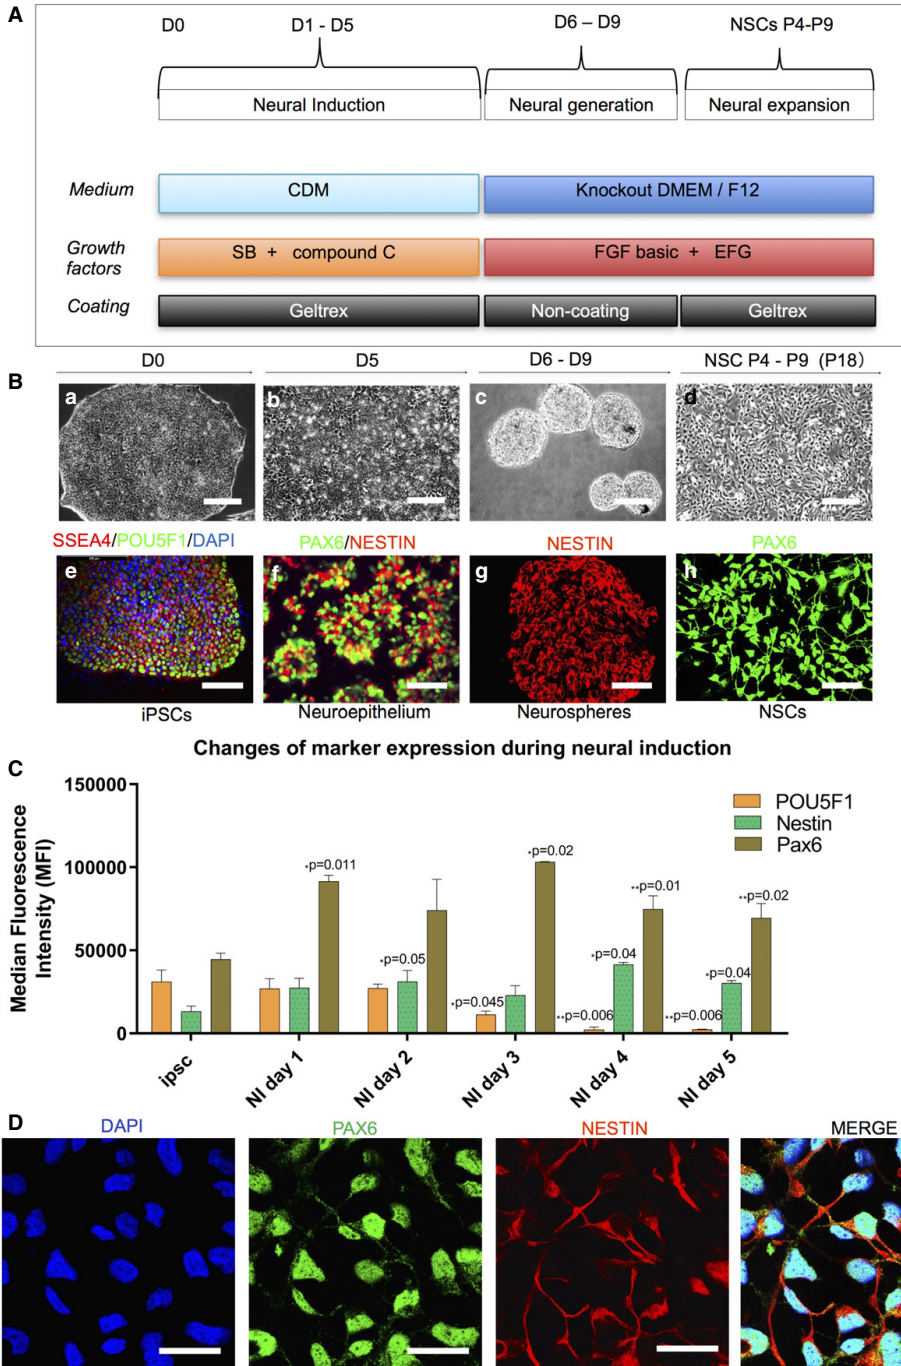 A
D0 D1 - D5 D6 – D9 NSCs P4-P9
Neural Induction Neural generation Neural expansion
Medium CDM Knockout DMEM / F12
Growth factors SB + compound C FGF basic + EFG
Coating Geltrex Non-coating Geltrex
B
D0 D5 D6 - D9 NSC P4 - P9 (P18)
a b c d
SSEA4/POU5F1/DAPI PAX6/NESTIN NESTIN PAX6
e f g h
iPSCs Neuroepithelium Neurospheres NSCs
Changes of marker expression during neural induction
C
Median Fluorescence
Intensity (MFI)
150000
100000
50000
0
POU5F1
Nestin
Pax6
*p=0.011
*p=0.05
*p=0.045
*p=0.02
**p=0.006
*p=0.04
**p=0.01
**p=0.006
*p=0.04
**p=0.02
ipsc NI day 1 NI day 2 NI day 3 NI day 4 NI day 5
D
DAPI PAX6 NESTIN MERGE